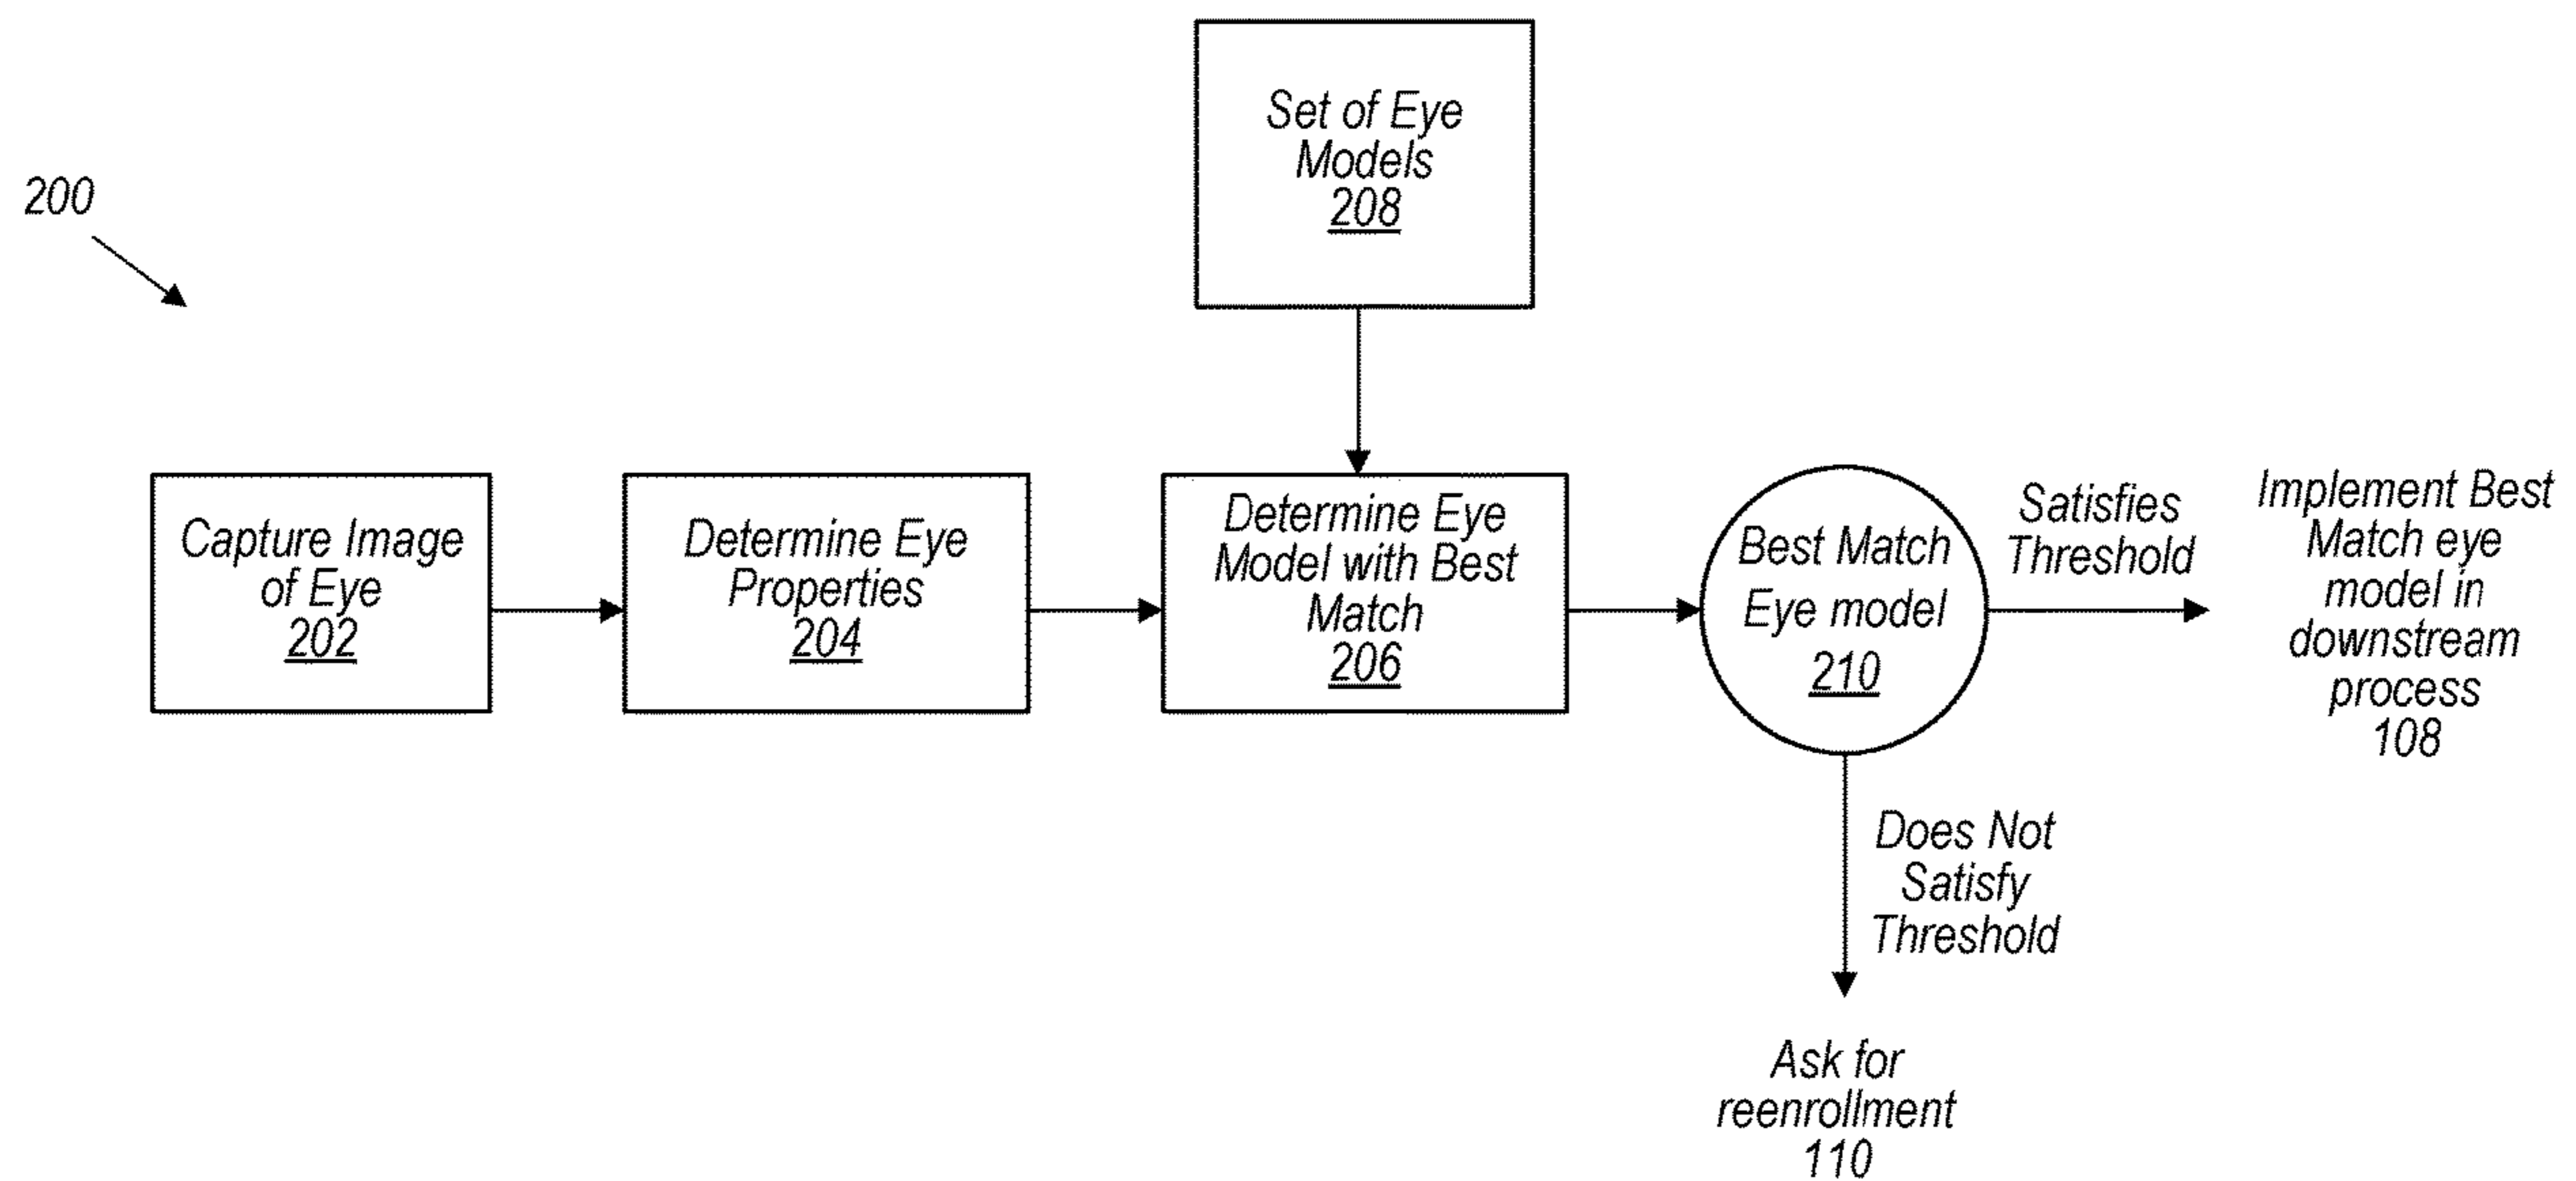 Set of Eye
Models
208
200
Capture Image
of Eye
202
Determine Eye
Properties
204
Determine Eye
Model with Best
Match
206
Best Match
Eye model
210
Satisfies
Threshold
Implement Best
Match eye
model in
downstream
process
108
Does Not
Satisfy
Threshold
Ask for
reenrollment
110